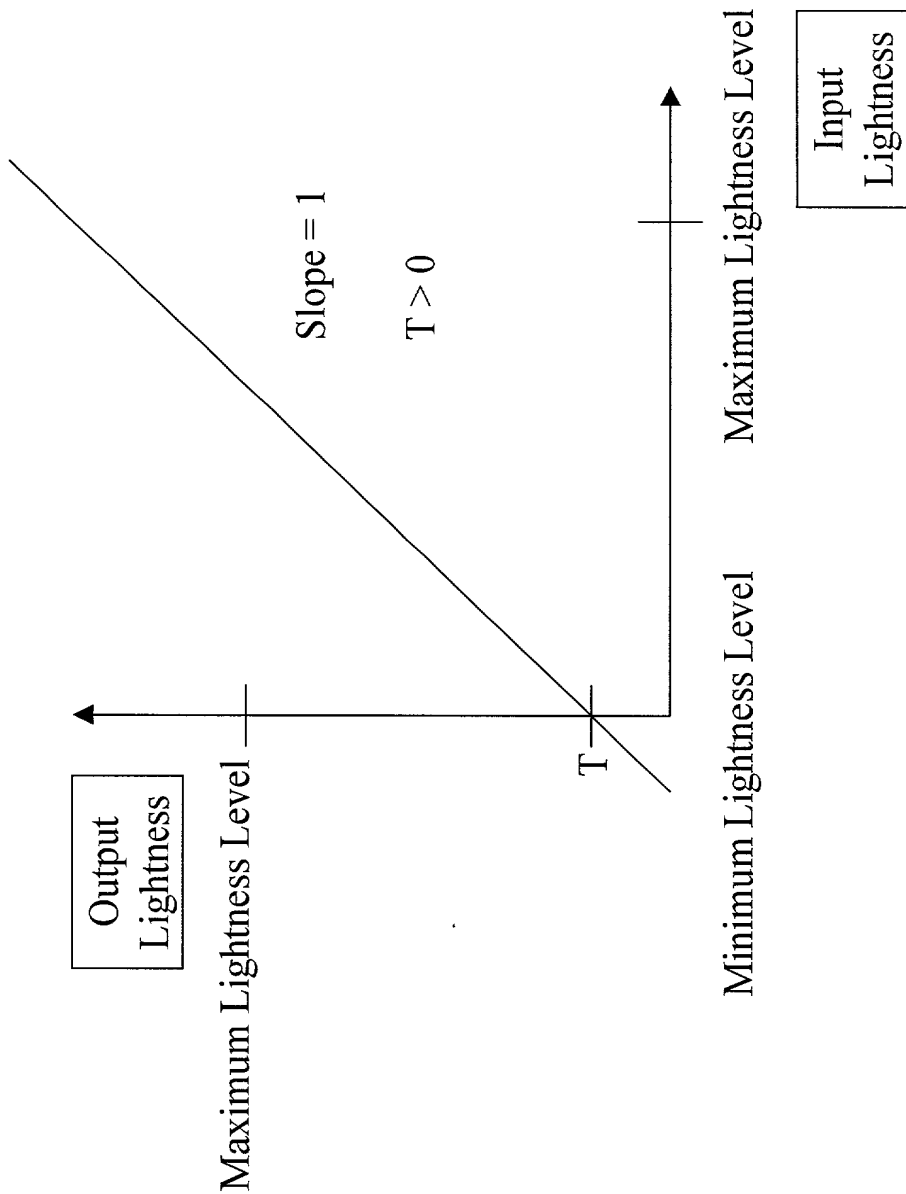 Output
Lightness
Maximum Lightness Level
Slope = 1
T > 0
T
Minimum Lightness Level
Maximum Lightness Level
Input
Lightness